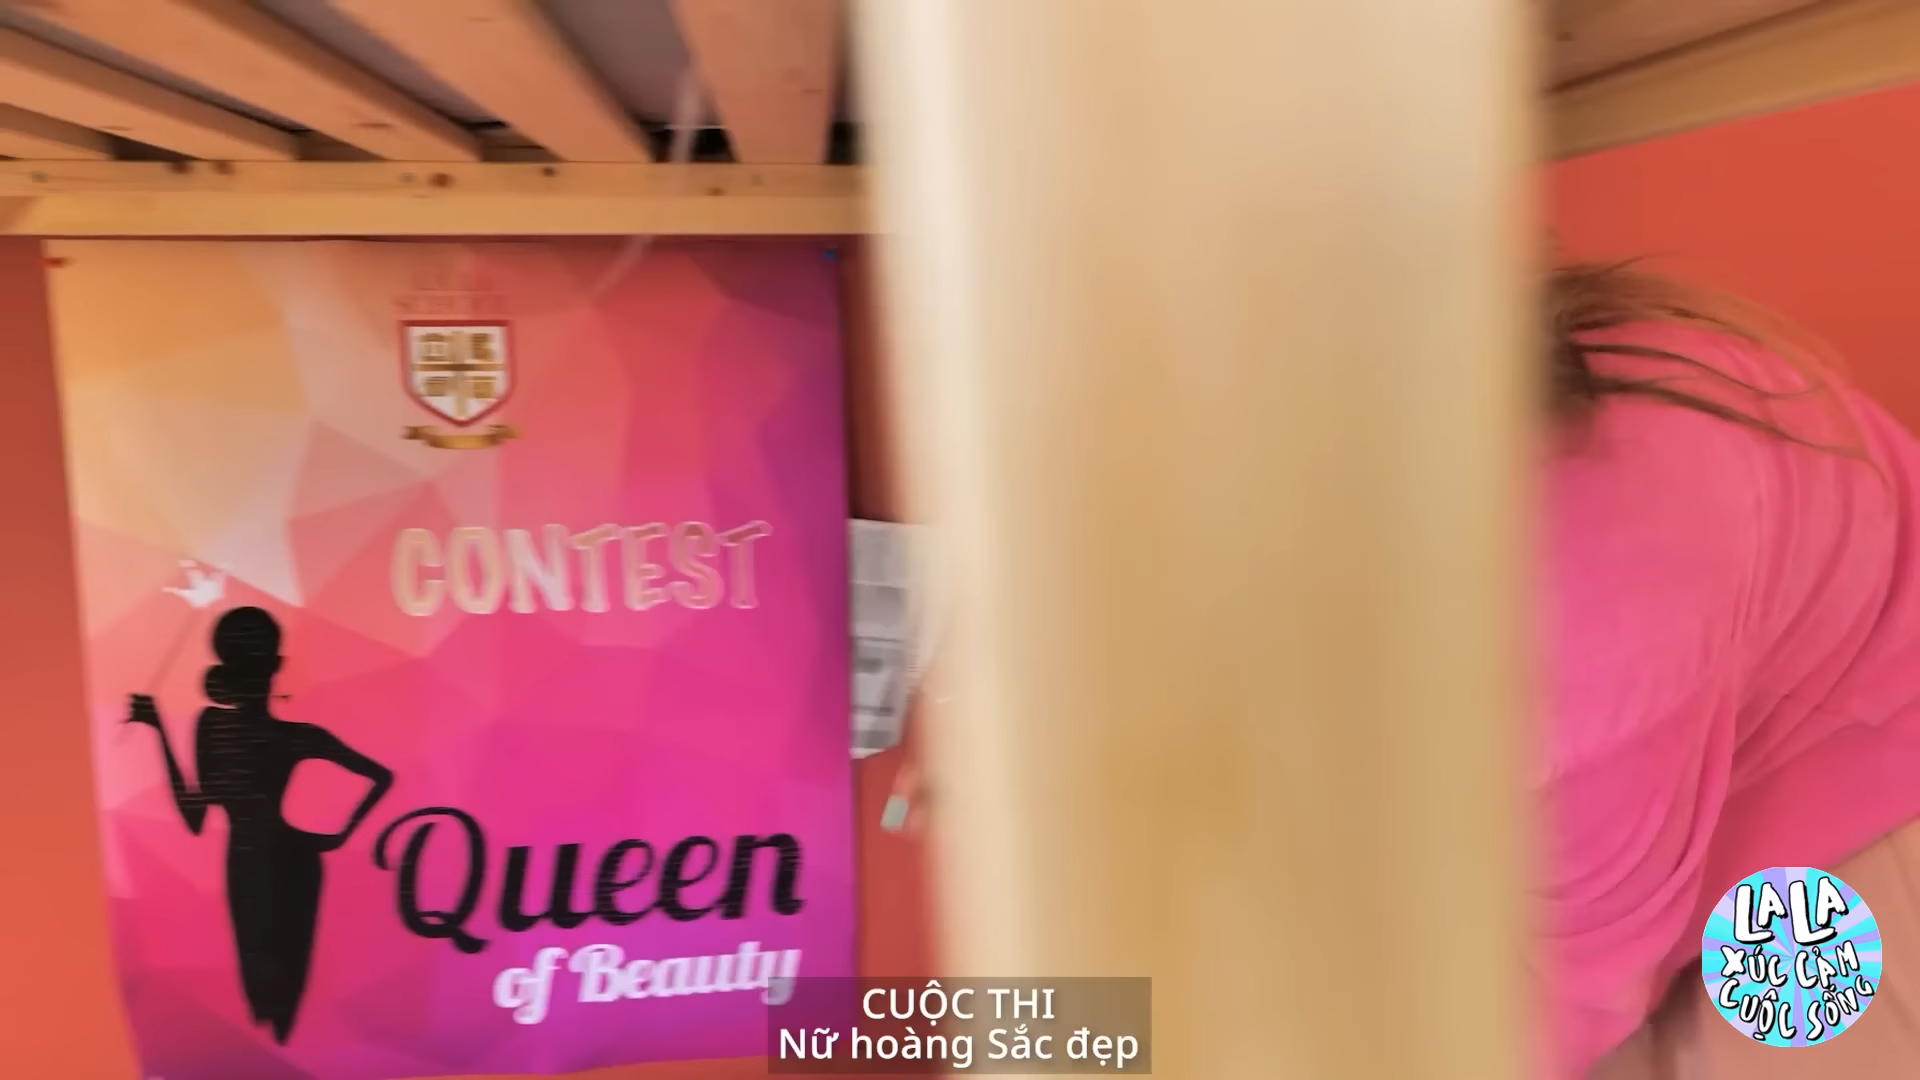 CONTEST
Queen
of Beauty
CUỘC THI
Nữ hoàng Sắc đẹp
LA LA
XÚC CẢM
CUỘC SỐNG